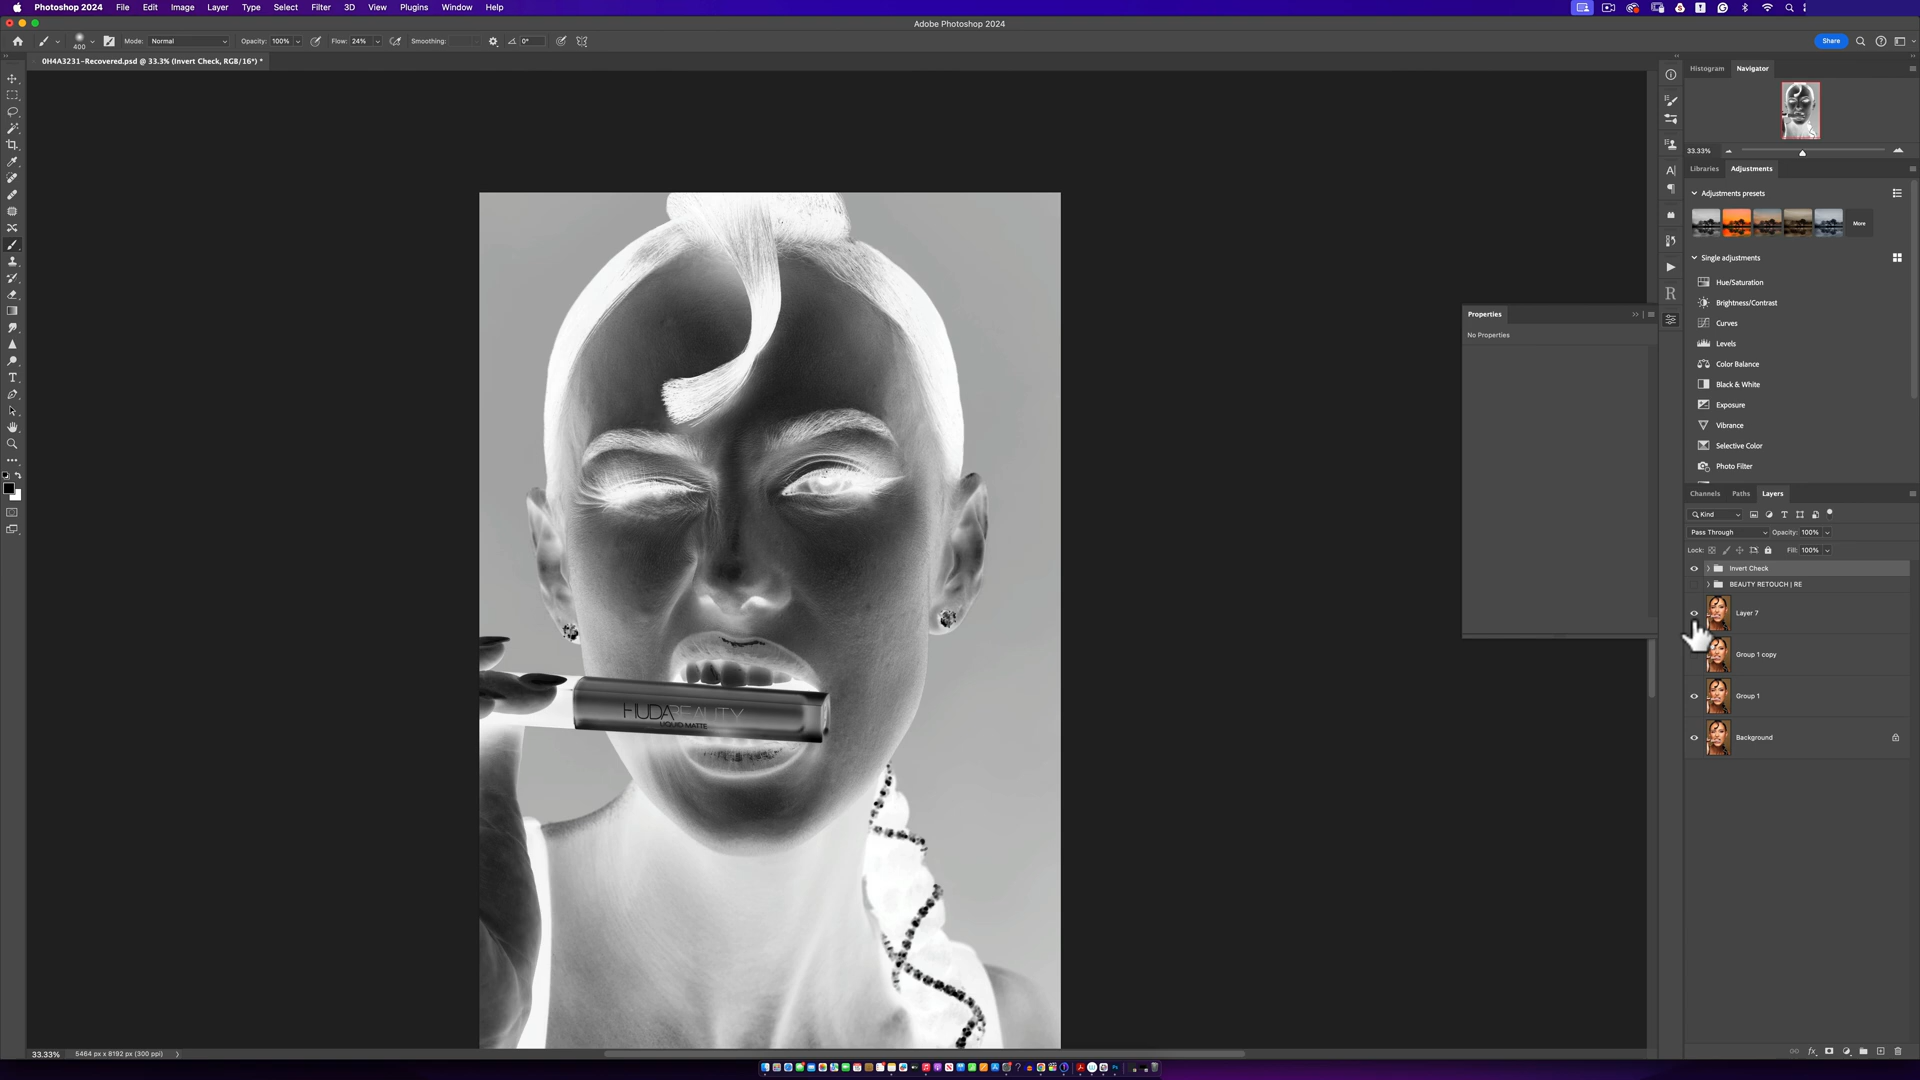 Photoshop 2024 File Edit Image Layer Type Select Filter 3D View Plugins Window Help
Adobe Photoshop 2024
400 Mode: Normal Opacity: 100% Flow: 24% Smoothing: 0° Share
0H4A3231-Recovered.psd @ 33.3% (Invert Check, RGB/16*) *
Histogram Navigator
33.33%
Libraries Adjustments
Adjustments presets
More
Single adjustments
Hue/Saturation
Brightness/Contrast
Curves
Levels
Color Balance
Black & White
Exposure
Vibrance
Selective Color
Photo Filter
Properties
No Properties
Channels Paths Layers
Kind
Pass Through Opacity: 100%
Lock: Fill: 100%
Invert Check
BEAUTY RETOUCH | RE
Layer 7
Group 1 copy
Group 1
Background
HUDABEAUTY
LIQUID MATTE
33.33% 5464 px x 8192 px (300 ppi)